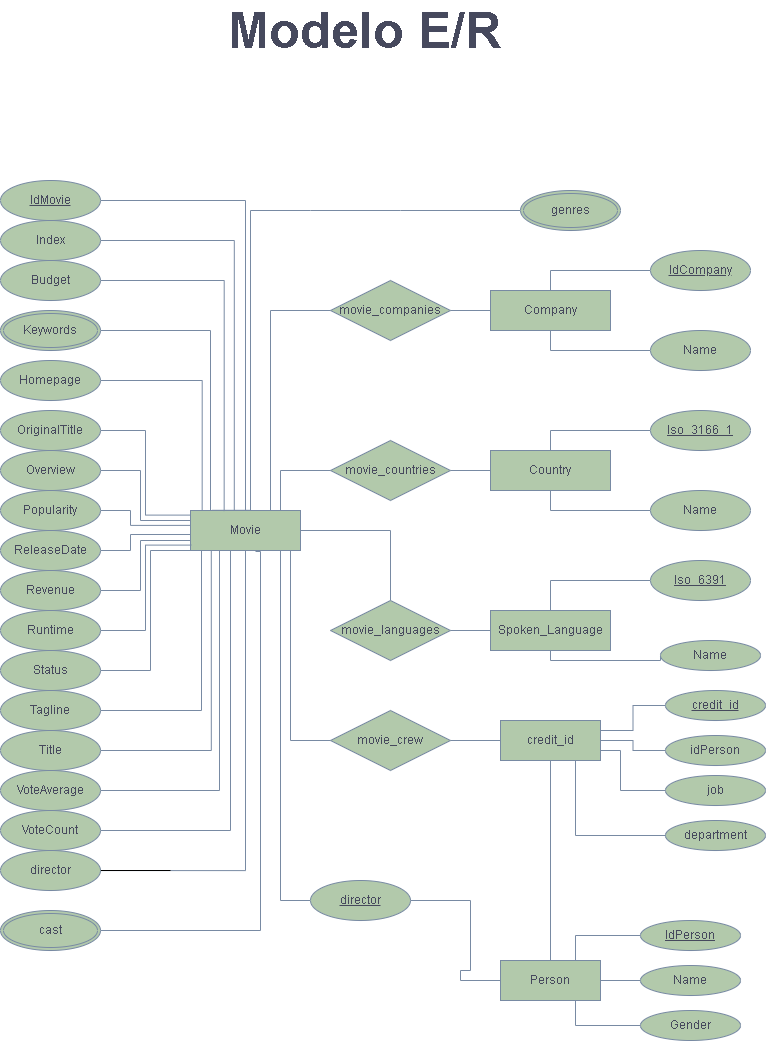 Modelo E/R
IdMovie
genres
Index
IdCompany
Budget
movie_companies
Company
Keywords
Name
Homepage
OriginalTitle
Iso_3166_1
Overview
movie_countries
Country
Popularity
Name
Movie
ReleaseDate
Iso_6391
Revenue
Runtime
movie_languages
Spoken_Language
Name
Status
credit_id
Tagline
movie_crew
credit_id
idPerson
Title
VoteAverage
job
VoteCount
department
director
director
cast
IdPerson
Person
Name
Gender